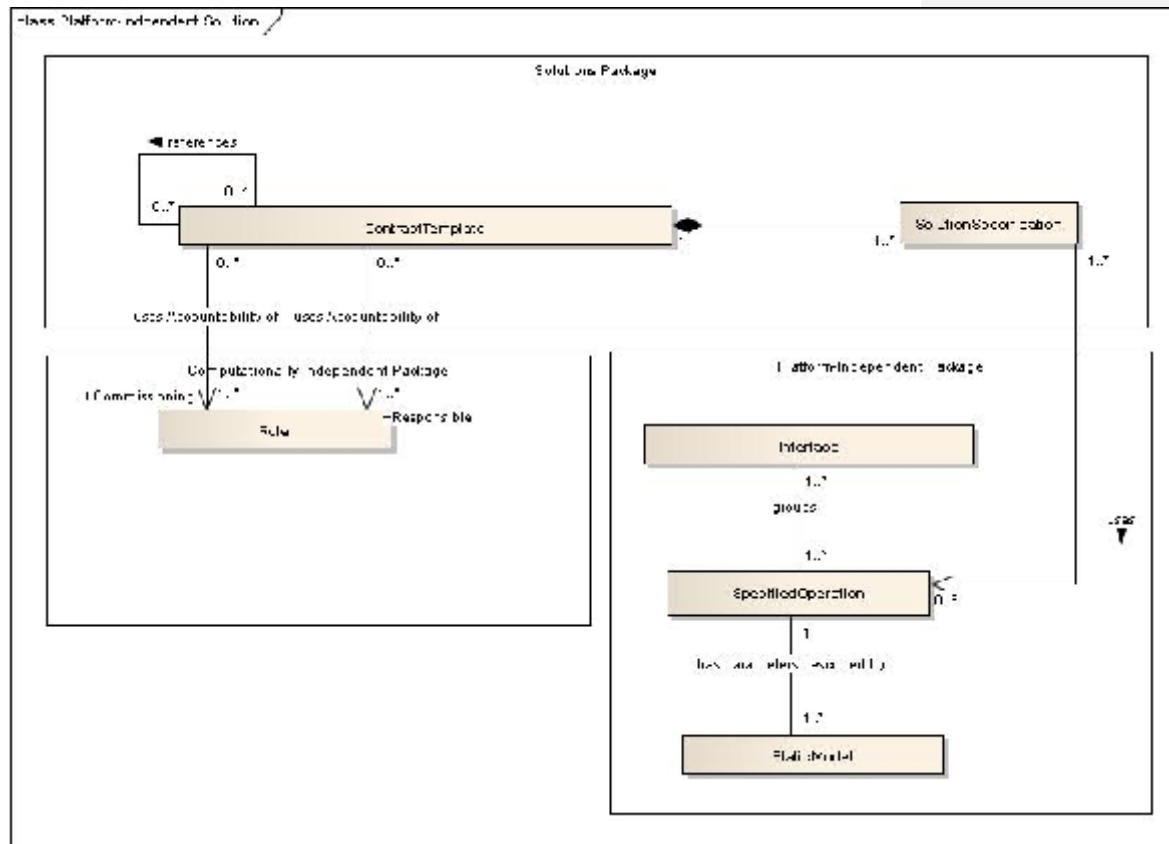 class Platform-Independent Solution
Solutions Package
references
0..*
0..*
ContractTemplate
1
1..*
SolutionSpecification
0..*
0..*
1..*
uses Accountability of
uses Accountability of
Computationally Independent Package
Platform-Independent Package
+Commissioning
1..*
1..*
+Responsible
Role
Interface
1..*
groups
uses
1..*
SpecifiedOperation
0..*
1
has parameters described by
1..*
StaticModel